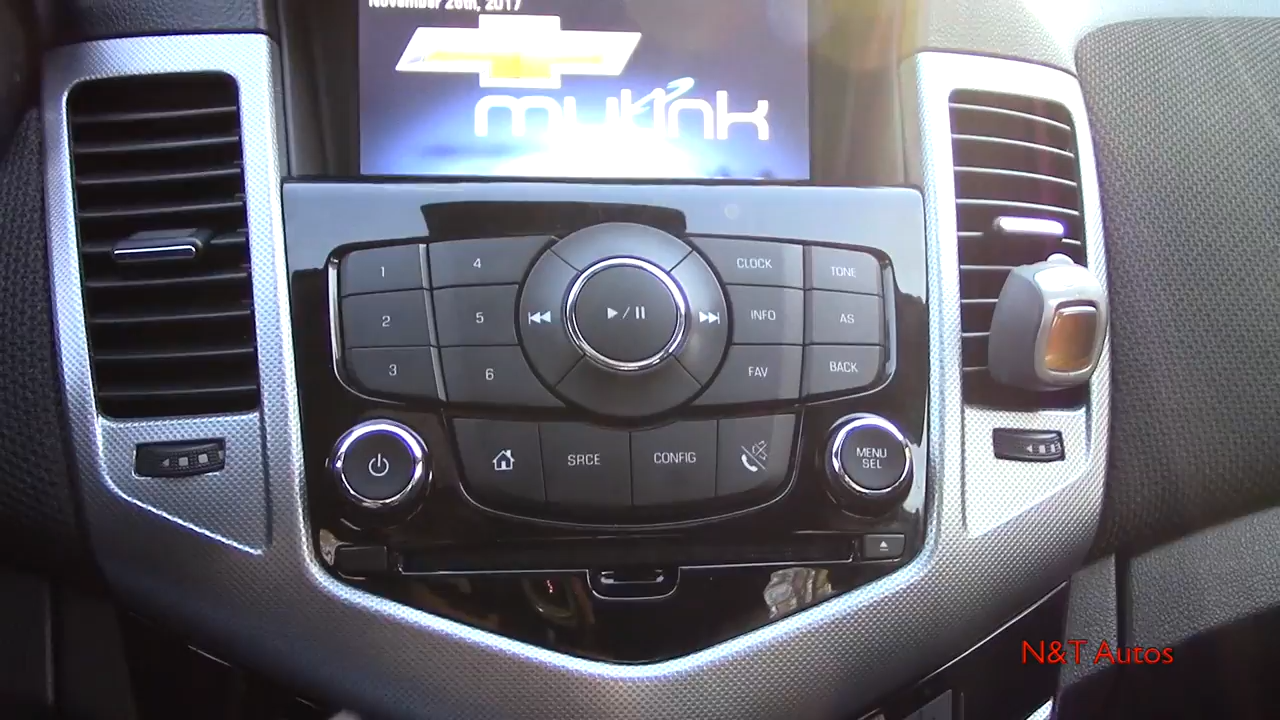 November 26th, 2017
mylink
1
4
CLOCK
TONE
2
5
INFO
AS
3
6
FAV
BACK
SRCE
CONFIG
MENU
SEL
N&T Autos